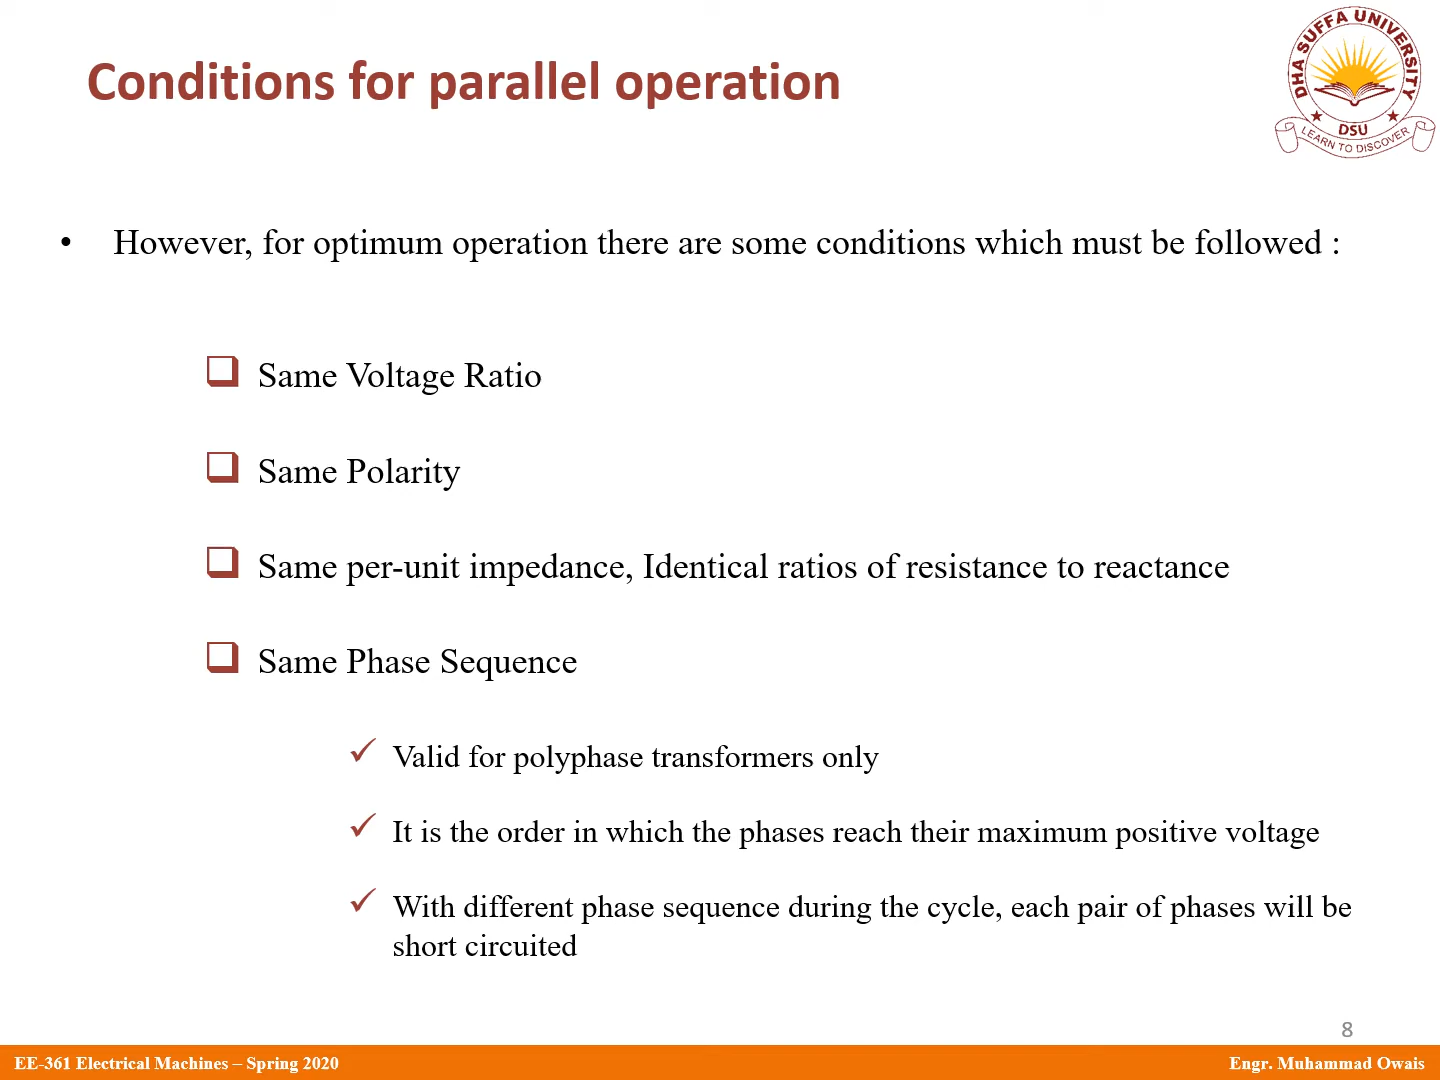 Conditions for parallel operation
DHA SUFFA UNIVERSITY
DSU
LEARN TO DISCOVER
• However, for optimum operation there are some conditions which must be followed :
❑ Same Voltage Ratio
❑ Same Polarity
❑ Same per-unit impedance, Identical ratios of resistance to reactance
❑ Same Phase Sequence
✓ Valid for polyphase transformers only
✓ It is the order in which the phases reach their maximum positive voltage
✓ With different phase sequence during the cycle, each pair of phases will be
short circuited
8
EE-361 Electrical Machines – Spring 2020
Engr. Muhammad Owais